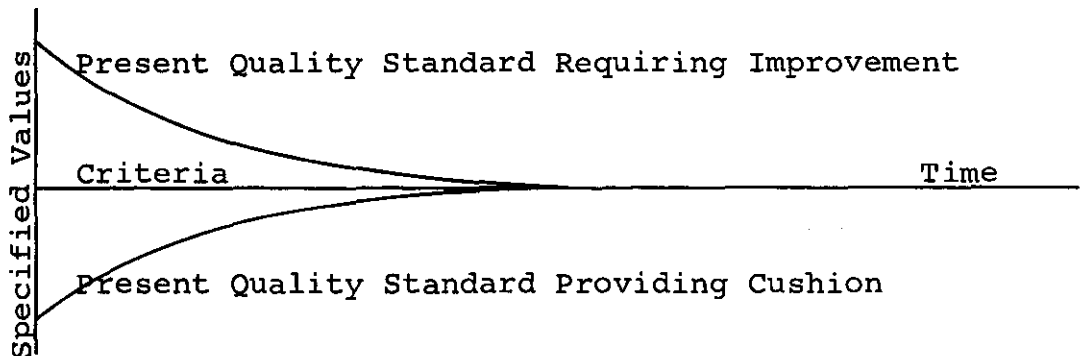 Specified Values
Present Quality Standard Requiring Improvement
Criteria Time
Present Quality Standard Providing Cushion